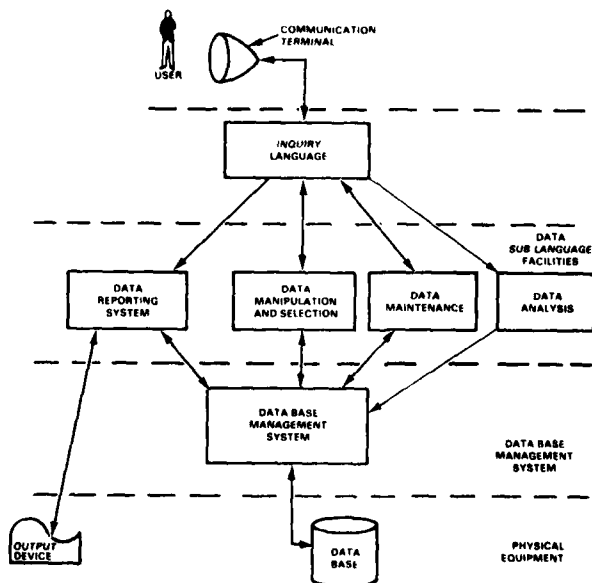 COMMUNICATION
TERMINAL
USER
INQUIRY
LANGUAGE
DATA
SUB LANGUAGE
FACILITIES
DATA
REPORTING
SYSTEM
DATA
MANIPULATION
AND SELECTION
DATA
MAINTENANCE
DATA
ANALYSIS
DATA BASE
MANAGEMENT
SYSTEM
DATA BASE
MANAGEMENT
SYSTEM
OUTPUT
DEVICE
DATA
BASE
PHYSICAL
EQUIPMENT